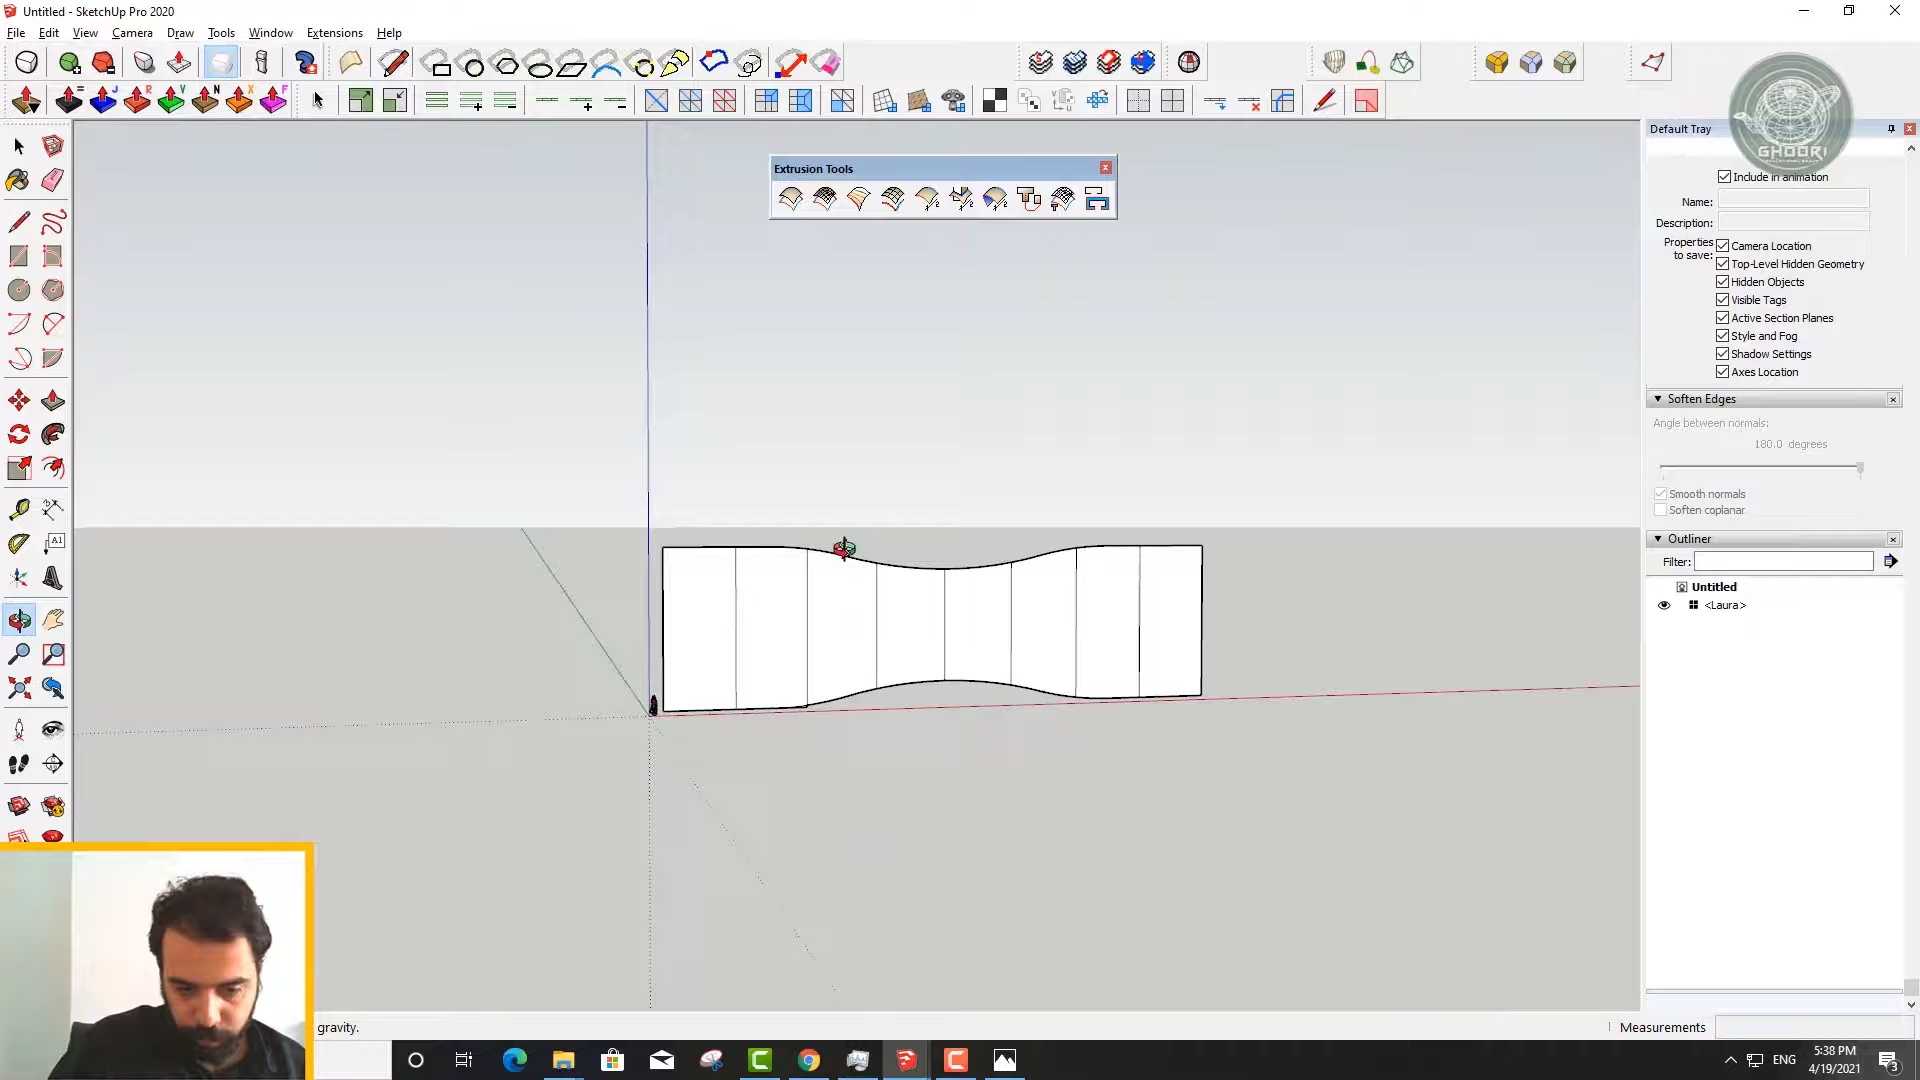 Untitled - SketchUp Pro 2020
File Edit View Camera Draw Tools Window Extensions Help
= J R V N X F
Default Tray
GHOORI
Extrusion Tools
Include in animation
Name:
Description:
Properties to save:
Camera Location
Top-Level Hidden Geometry
Hidden Objects
Visible Tags
Active Section Planes
Style and Fog
Shadow Settings
Axes Location
Soften Edges
Angle between normals:
180.0 degrees
Smooth normals
Soften coplanar
Outliner
Filter:
Untitled
<Laura>
A1
gravity.
Measurements
ENG
5:38 PM
4/19/2021
3